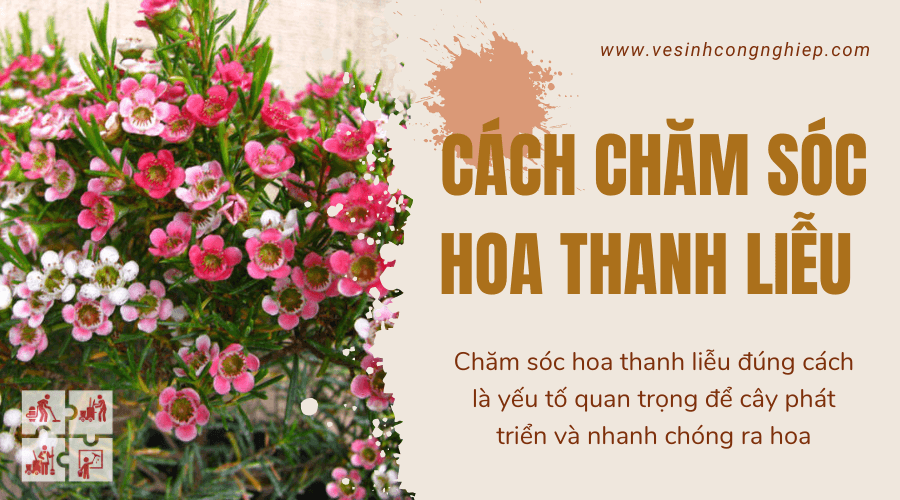 www.vesinhcongnghiep.com
CÁCH CHĂM SÓC
HOA THANH LIỄU
Chăm sóc hoa thanh liễu đúng cách
là yếu tố quan trọng để cây phát
triển và nhanh chóng ra hoa